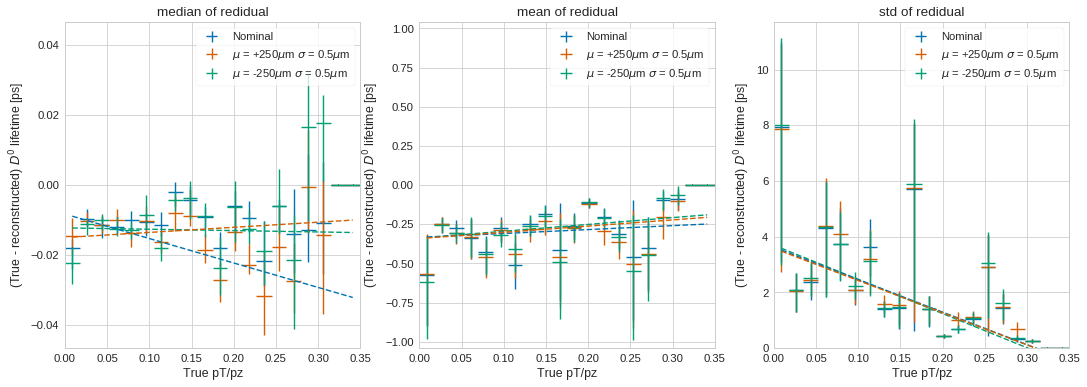 median of redidual
(True - reconstructed) D⁰ lifetime [ps]
0.04
0.02
0.00
−0.02
−0.04
Nominal
μ = +250μm σ = 0.5μm
μ = -250μm σ = 0.5μm
0.00 0.05 0.10 0.15 0.20 0.25 0.30 0.35
True pT/pz
mean of redidual
(True - reconstructed) D⁰ lifetime [ps]
1.00
0.75
0.50
0.25
0.00
−0.25
−0.50
−0.75
−1.00
Nominal
μ = +250μm σ = 0.5μm
μ = -250μm σ = 0.5μm
0.00 0.05 0.10 0.15 0.20 0.25 0.30 0.35
True pT/pz
std of redidual
(True - reconstructed) D⁰ lifetime [ps]
10
8
6
4
2
0
Nominal
μ = +250μm σ = 0.5μm
μ = -250μm σ = 0.5μm
0.00 0.05 0.10 0.15 0.20 0.25 0.30 0.35
True pT/pz